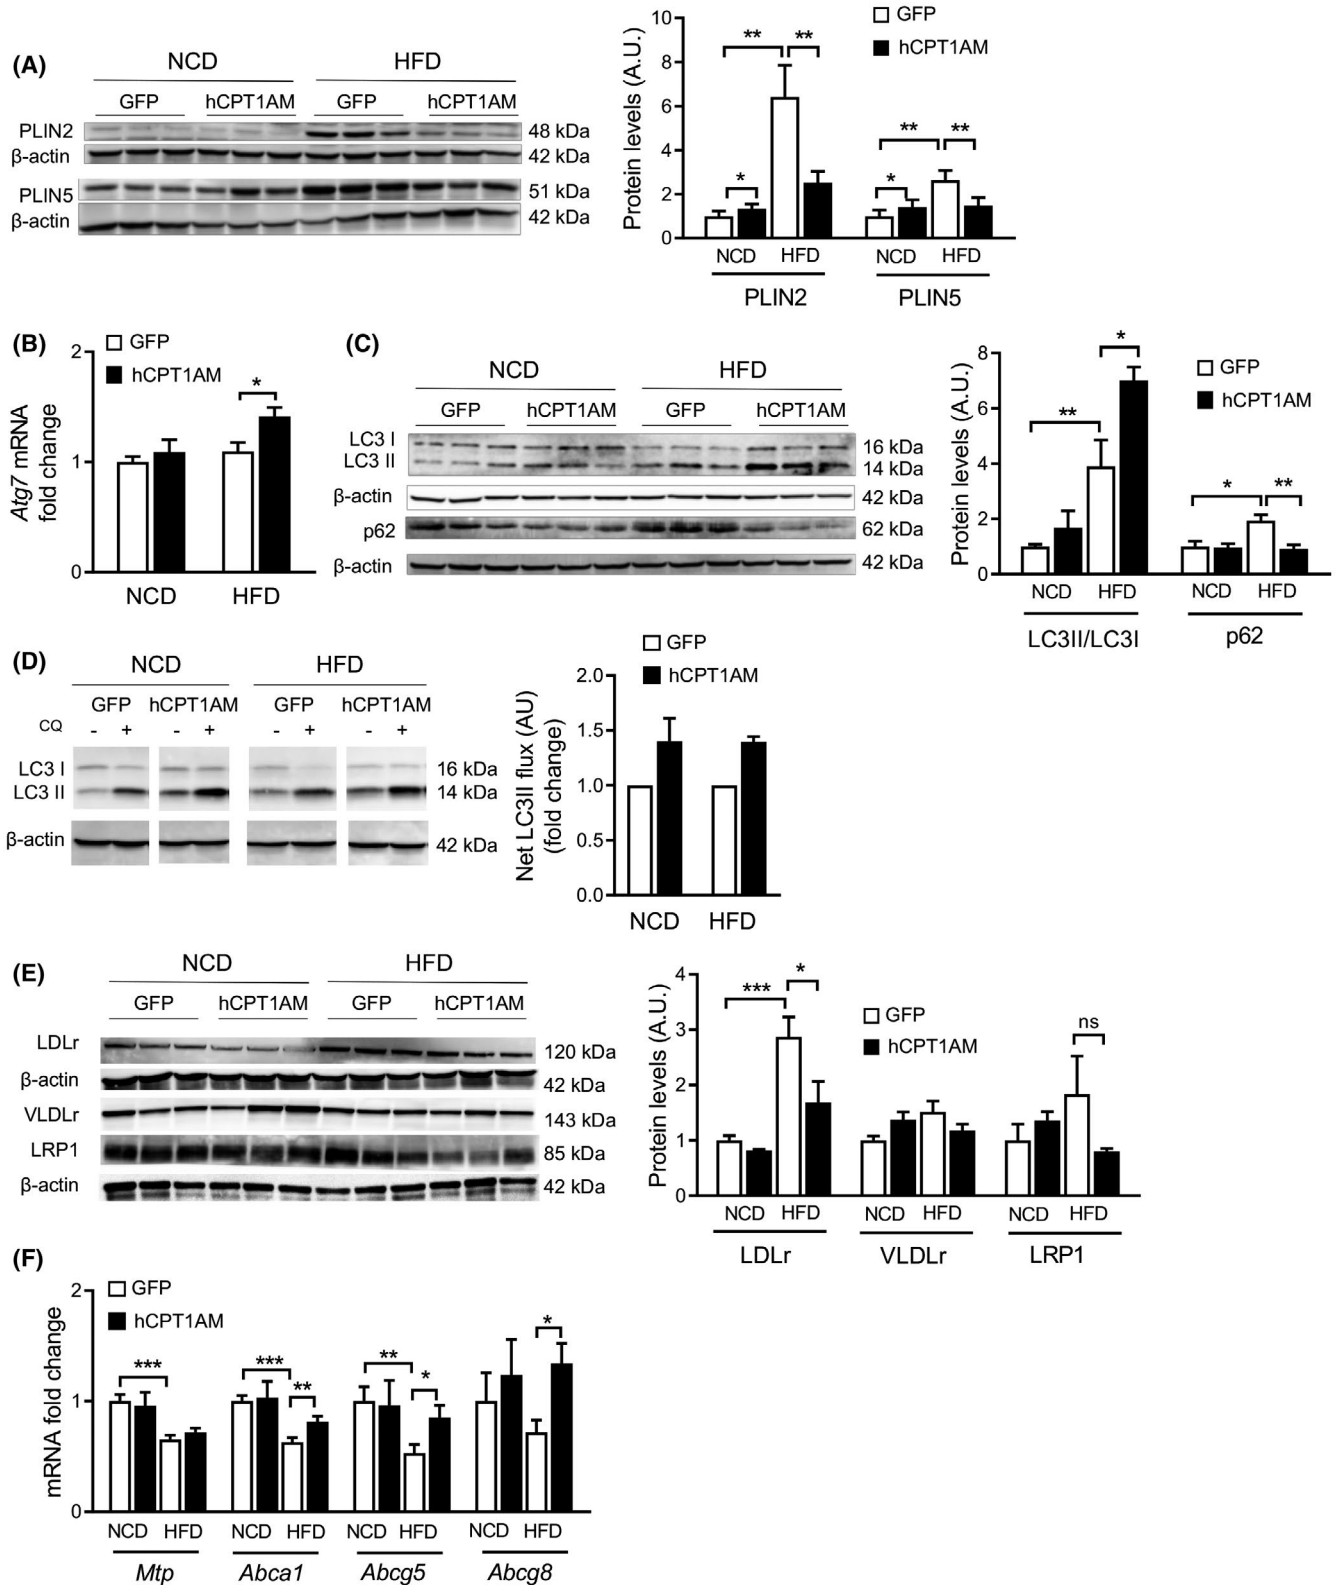 (A)
NCD HFD
GFP hCPT1AM GFP hCPT1AM
PLIN2 48 kDa
β-actin 42 kDa
PLIN5 51 kDa
β-actin 42 kDa
GFP
hCPT1AM
Protein levels (A.U.)
10
8
6
4
2
0
** **
*
** **
*
NCD HFD NCD HFD
PLIN2 PLIN5
(B)
GFP
hCPT1AM
Atg7 mRNA
fold change
2
1
0
*
NCD HFD
(C)
NCD HFD
GFP hCPT1AM GFP hCPT1AM
LC3 I 16 kDa
LC3 II 14 kDa
β-actin 42 kDa
p62 62 kDa
β-actin 42 kDa
GFP
hCPT1AM
Protein levels (A.U.)
8
6
4
2
0
*
**
* **
NCD HFD NCD HFD
LC3II/LC3I p62
(D)
NCD HFD
GFP hCPT1AM GFP hCPT1AM
CQ - + - + - + - +
LC3 I 16 kDa
LC3 II 14 kDa
β-actin 42 kDa
GFP
hCPT1AM
Net LC3II flux (AU)
(fold change)
2.0
1.5
1.0
0.5
0.0
NCD HFD
(E)
NCD HFD
GFP hCPT1AM GFP hCPT1AM
LDLr 120 kDa
β-actin 42 kDa
VLDLr 143 kDa
LRP1 85 kDa
β-actin 42 kDa
GFP
hCPT1AM
Protein levels (A.U.)
4
3
2
1
0
*** *
ns
NCD HFD NCD HFD NCD HFD
LDLr VLDLr LRP1
(F)
GFP
hCPT1AM
mRNA fold change
2
1
0
***
*** **
** *
*
NCD HFD NCD HFD NCD HFD NCD HFD
Mtp Abca1 Abcg5 Abcg8